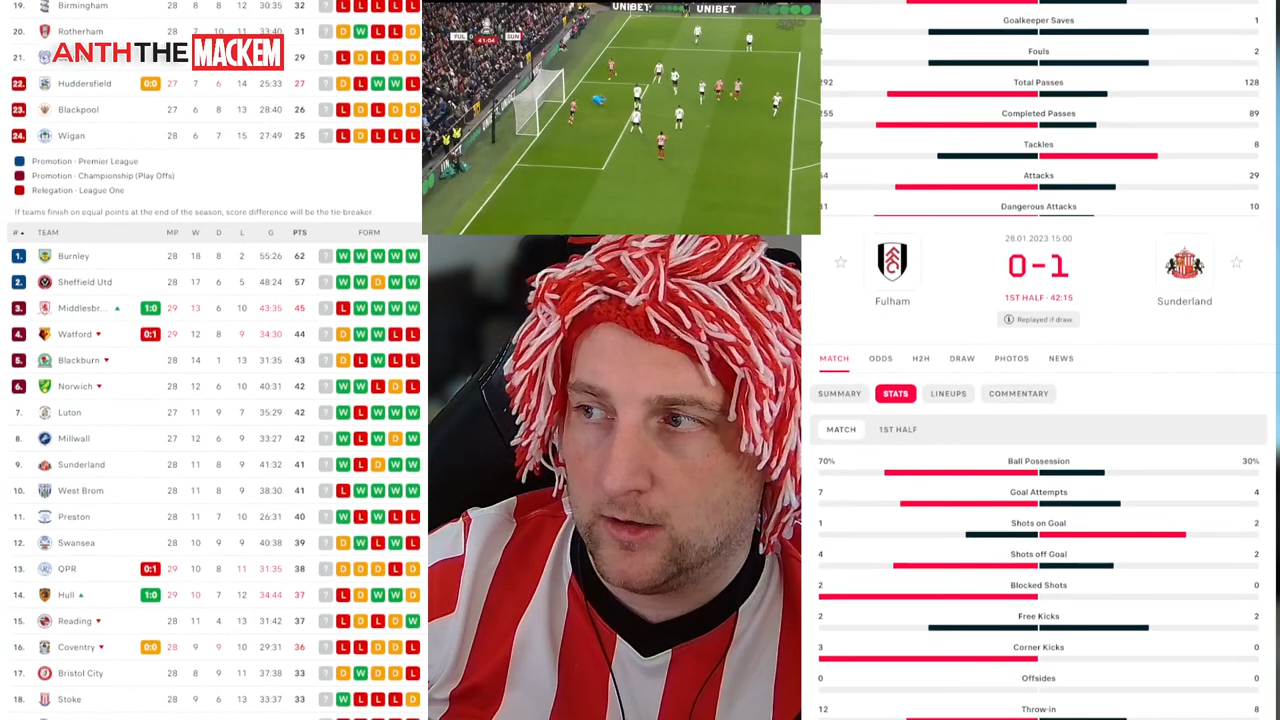 19. Birmingham 28 8 8 12 30:35 32 L L L L L
20. Rotherham 28 7 10 11 33:40 31 D W L L D
ANTHTHEMACKEM
21. 29 L D L D D
22. Huddersfield 0:0 27 7 6 14 25:33 27 D L W W L
23. Blackpool 27 6 8 13 28:40 26 L D L D D
24. Wigan 28 6 7 15 27:49 25 L D L L L
Promotion - Premier League
Promotion - Championship (Play Offs)
Relegation - League One
If teams finish on equal points at the end of the season, score difference will be the tie-breaker.
# TEAM MP W D L G PTS FORM
1. Burnley 28 18 8 2 55:26 62 ? W W W W W
2. Sheffield Utd 28 17 6 5 48:24 57 ? W W D W W
3. Middlesbr... 1:0 29 13 6 10 43:35 45 ? L W W W W
4. Watford 0:1 29 12 8 9 34:30 44 ? D W W L L
5. Blackburn 28 14 1 13 31:35 43 ? D L W L W
6. Norwich 28 12 6 10 40:31 42 ? W W L D L
7. Luton 27 11 9 7 35:29 42 ? W L W W W
8. Millwall 27 12 6 9 33:27 42 ? W L W D W
9. Sunderland 28 11 8 9 41:32 41 ? W L D W W
10. West Brom 28 11 8 9 38:30 41 ? L W W W W
11. Preston 28 11 7 10 26:31 40 ? W L W L L
12. Swansea 28 10 9 9 40:38 39 ? D W L W L
13. QPR 0:1 29 10 8 11 31:35 38 ? D D D L D
14. Hull 1:0 29 10 7 12 34:44 37 ? L D W W D
15. Reading 28 11 4 13 31:42 37 ? L D L D W
16. Coventry 0:0 28 9 9 10 29:31 36 ? L L D D D
17. Bristol City 28 8 9 11 37:38 33 ? D W D D L
18. Stoke 28 9 6 13 33:37 33 ? W L L L D
UNIBET UNIBET
FUL SUN
41:04
Goalkeeper Saves 1
Fouls 2
292 Total Passes 128
255 Completed Passes 89
Tackles 8
Attacks 29
Dangerous Attacks 10
28.01.2023 15:00
0-1
Fulham
1ST HALF - 42:15
Sunderland
Replayed if draw.
MATCH ODDS H2H DRAW PHOTOS NEWS
SUMMARY STATS LINEUPS COMMENTARY
MATCH 1ST HALF
70% Ball Possession 30%
7 Goal Attempts 4
1 Shots on Goal 2
4 Shots off Goal 2
2 Blocked Shots 0
2 Free Kicks 2
3 Corner Kicks 0
0 Offsides 0
12 Throw-in 8